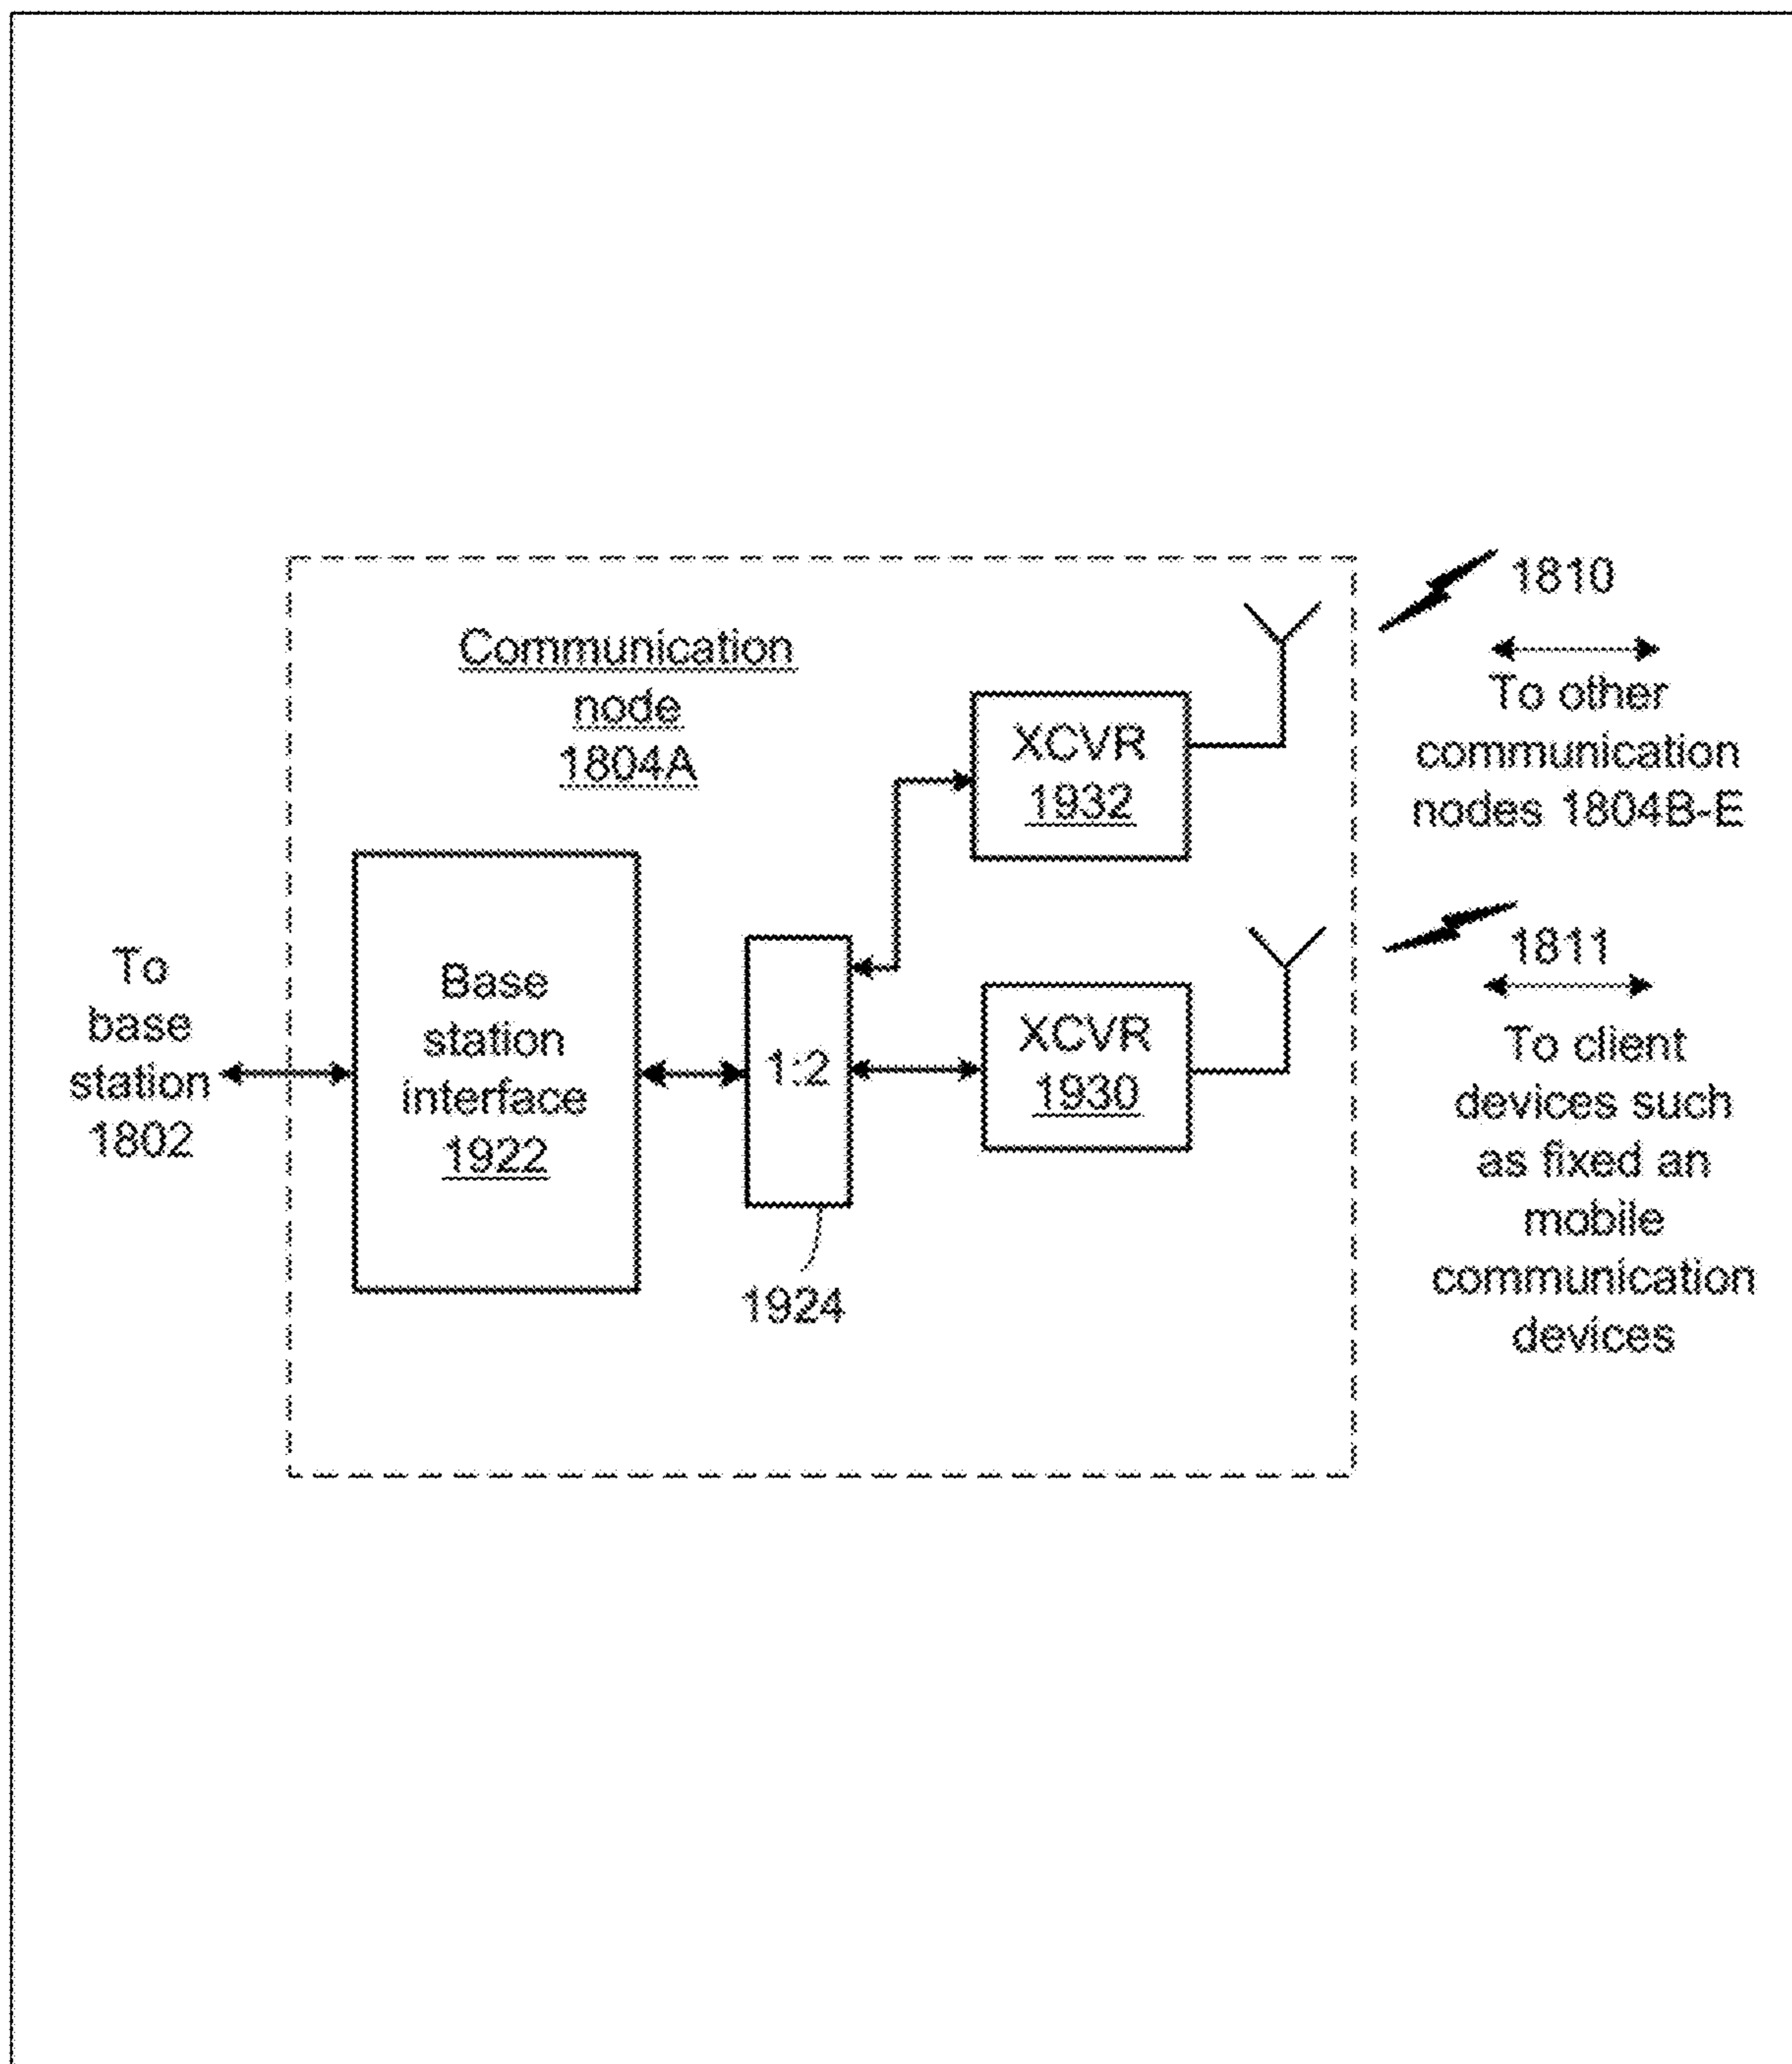 Communication
node
1804A
To
base
station
1802
Base
station
interface
1922
1:2
1924
XCVR
1932
XCVR
1930
1810
To other
communication
nodes 1804B-E
1811
To client
devices such
as fixed an
mobile
communication
devices